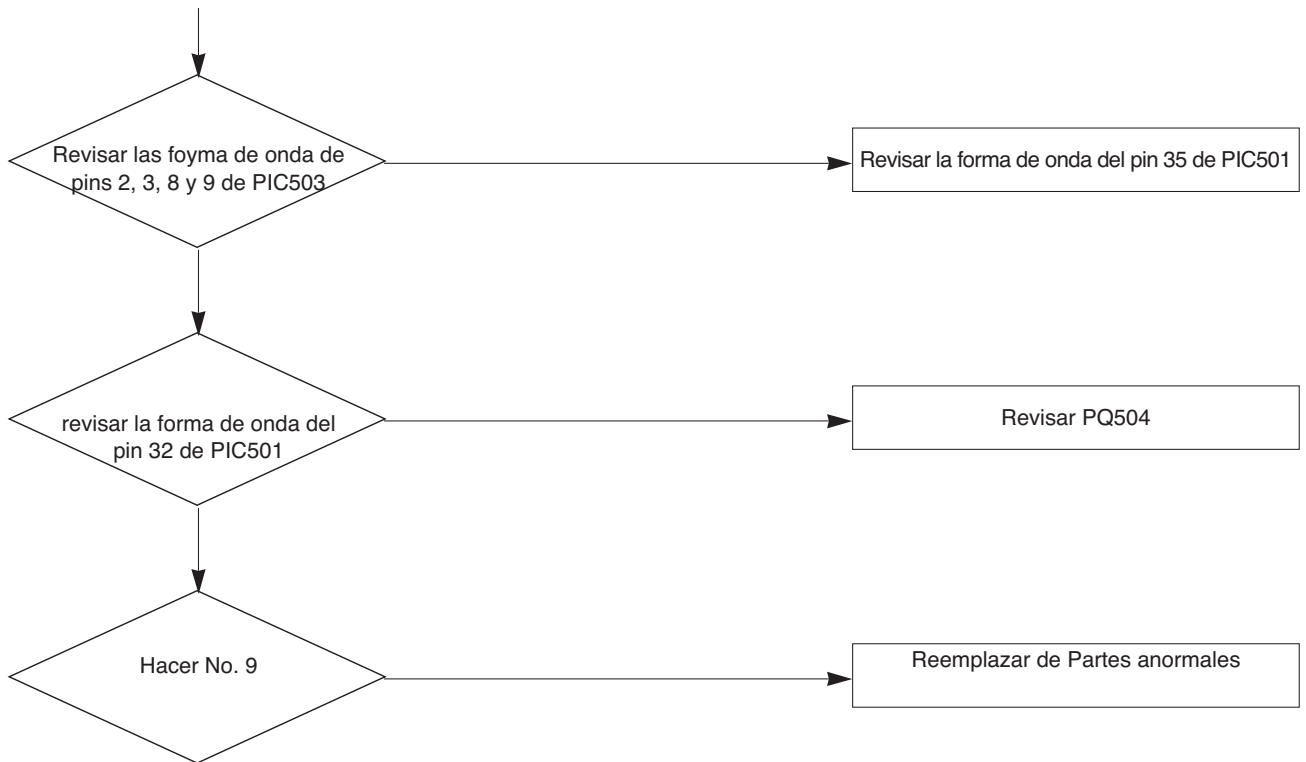 Revisar las foyma de onda de
pins 2, 3, 8 y 9 de PIC503
Revisar la forma de onda del pin 35 de PIC501
revisar la forma de onda del
pin 32 de PIC501
Revisar PQ504
Hacer No. 9
Reemplazar de Partes anormales